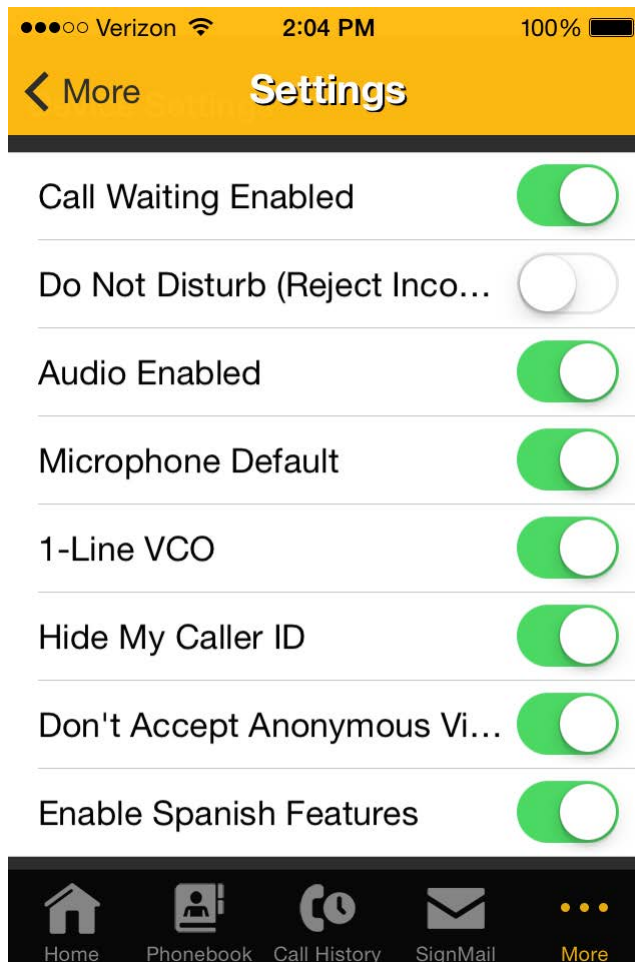 Verizon 2:04 PM 100%
More Settings
Device Settings
Call Waiting Enabled
Do Not Disturb (Reject Inco...
Audio Enabled
Microphone Default
1-Line VCO
Hide My Caller ID
Don't Accept Anonymous Vi...
Enable Spanish Features
Home Phonebook Call History SignMail More